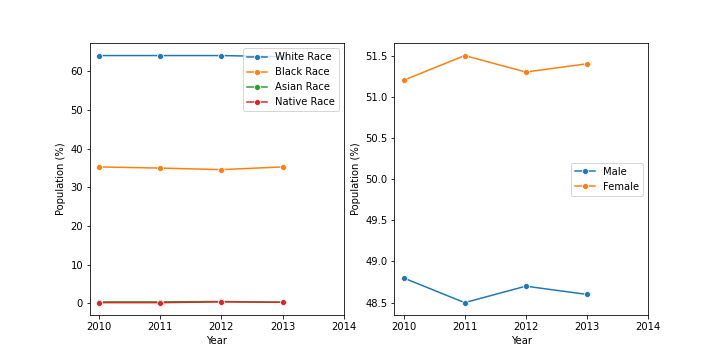 60
50
40
30
20
10
0
Population (%)
2010
2011
2012
2013
2014
Year
White Race
Black Race
Asian Race
Native Race
51.5
51.0
50.5
50.0
49.5
49.0
48.5
Population (%)
2010
2011
2012
2013
2014
Year
Male
Female